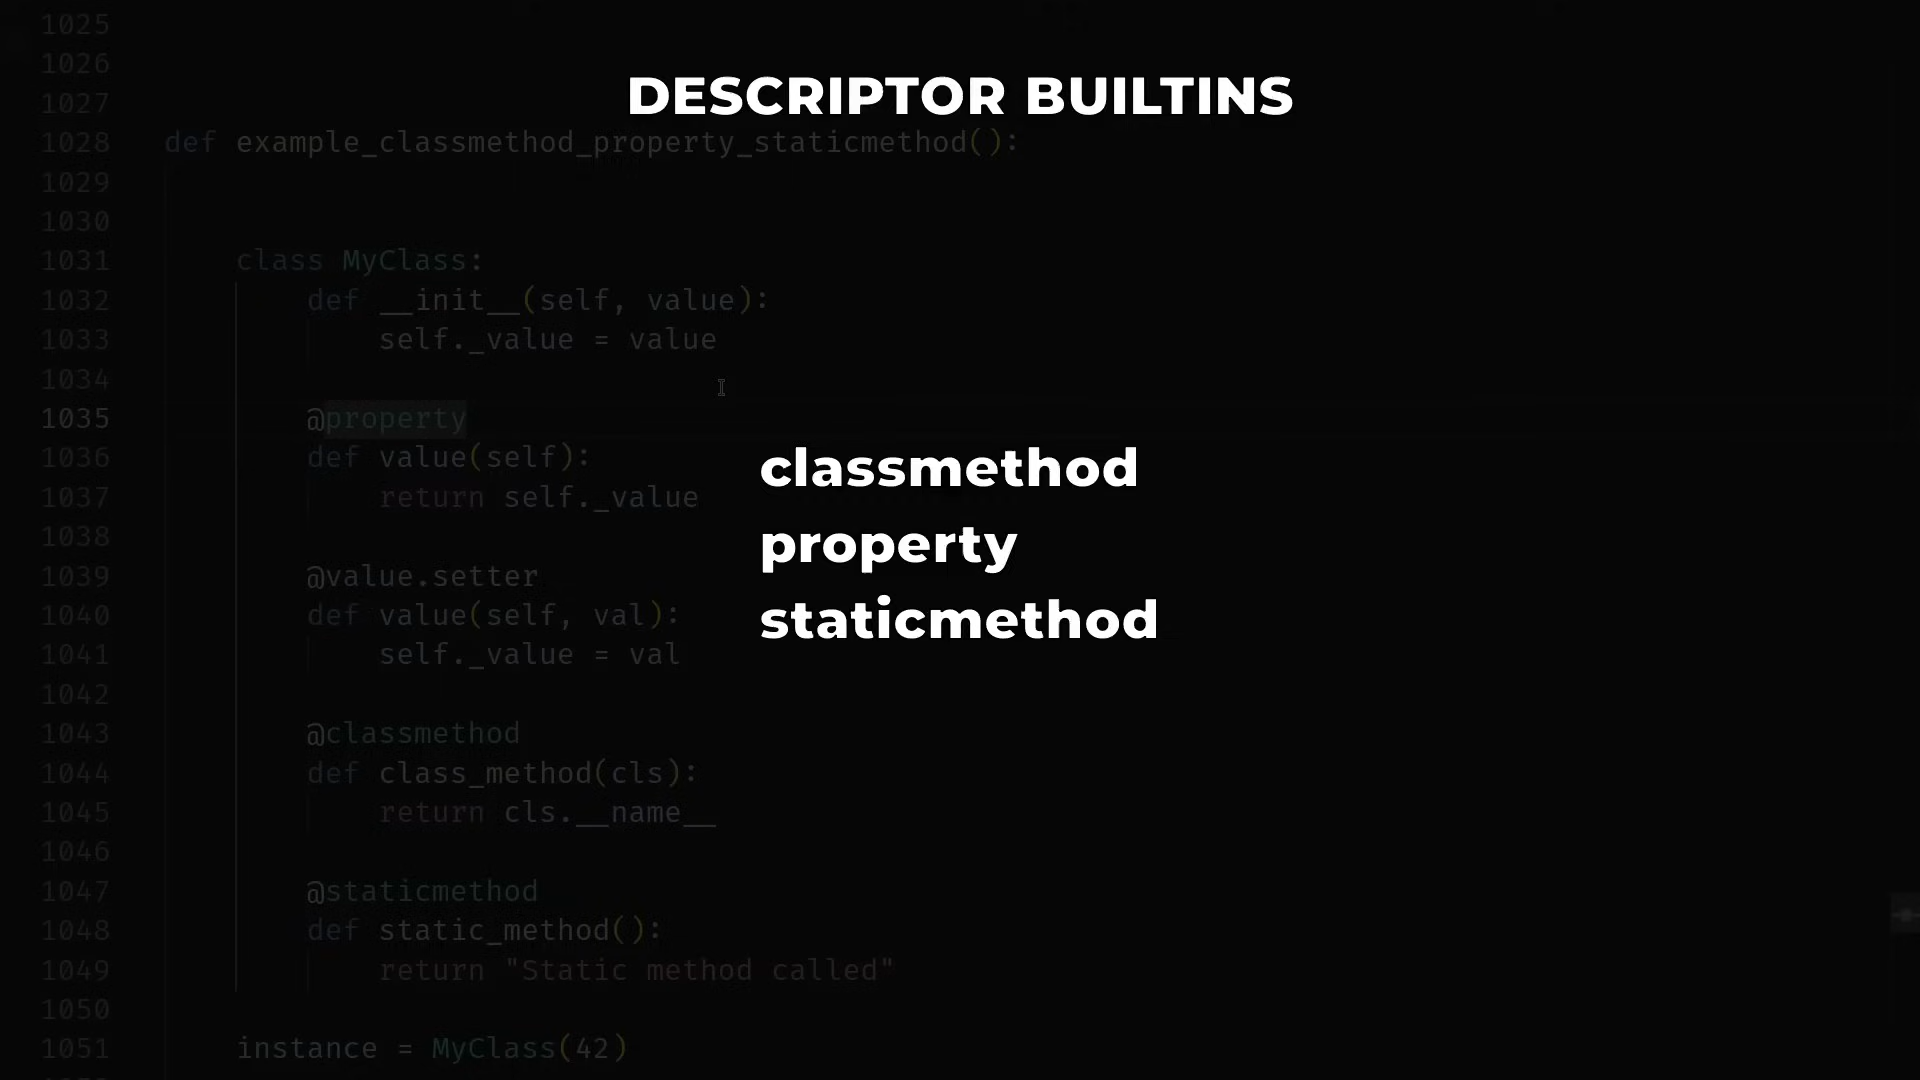 1025
1026
DESCRIPTOR BUILTINS
1027
1028 def example_classmethod_property_staticmethod():
1029
1030
1031 class MyClass:
1032 def __init__(self, value):
1033 self._value = value
1034
1035 @property
1036 def value(self):
classmethod
1037 return self._value
1038
property
1039 @value.setter
1040 def value(self, val):
staticmethod
1041 self._value = val
1042
1043 @classmethod
1044 def class_method(cls):
1045 return cls.__name__
1046
1047 @staticmethod
1048 def static_method():
1049 return "Static method called"
1050
1051 instance = MyClass(42)